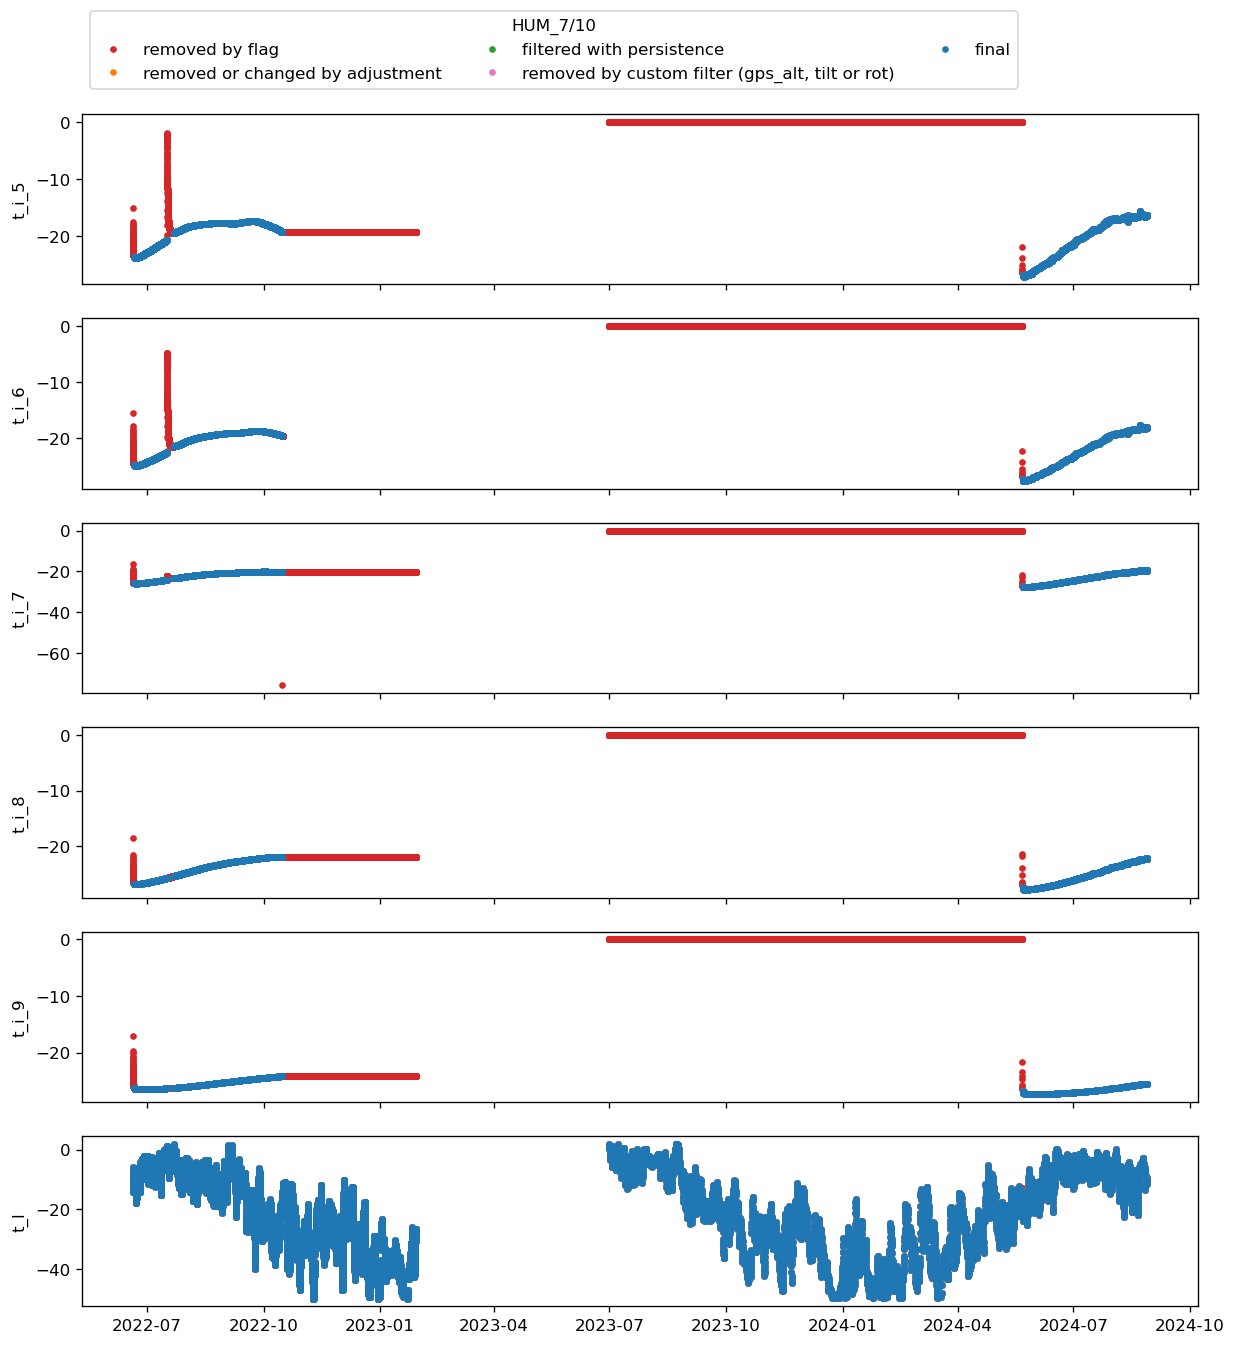 HUM_7/10
removed by flag
filtered with persistence
final
removed or changed by adjustment
removed by custom filter (gps_alt, tilt or rot)
0
−10
−20
t_i_5
0
−10
−20
t_i_6
0
−20
−40
−60
t_i_7
0
−10
−20
t_i_8
0
−10
−20
t_i_9
0
−20
−40
t_l
2022-07
2022-10
2023-01
2023-04
2023-07
2023-10
2024-01
2024-04
2024-07
2024-10